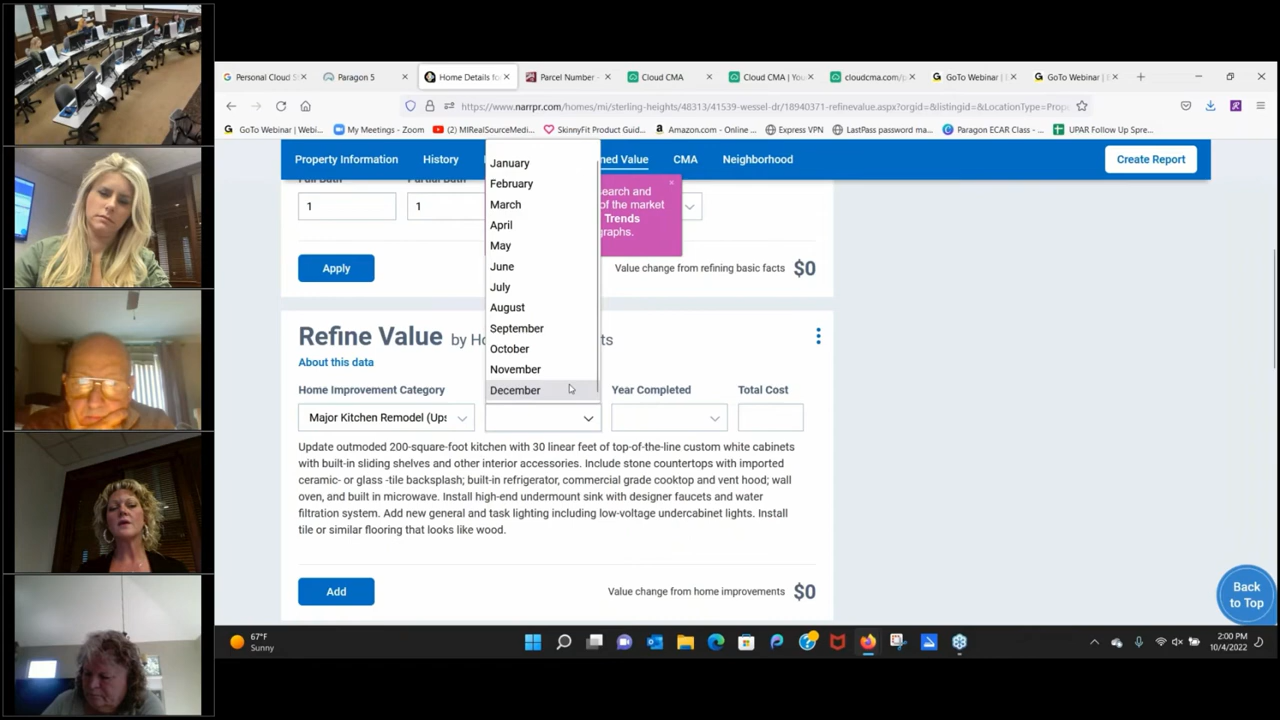 Personal Cloud S
Paragon 5
Home Details fo
Parcel Number -
Cloud CMA
Cloud CMA | You
cloudcma.com/p
GoTo Webinar |
GoTo Webinar | E
https://www.narrpr.com/homes/mi/sterling-heights/48313/41539-wessel-dr/18940371-refinevalue.aspx?orgid=&listingid=&LocationType=Prop
GoTo Webinar | Webi...
My Meetings - Zoom
(2) MIRealSourceMedi...
SkinnyFit Product Guid...
Amazon.com - Online ...
Express VPN
LastPass password ma...
Paragon ECAR Class - ...
UPAR Follow Up Spre...
Property Information
History
ned Value
CMA
Neighborhood
Create Report
Full Bath
Partial Bath
1
1
earch and
of the market
Trends
graphs.
January
February
March
April
May
June
July
August
September
October
November
December
Apply
Value change from refining basic facts $0
Refine Value by Ho
ts
About this data
Home Improvement Category
Year Completed
Total Cost
Major Kitchen Remodel (Ups
Update outmoded 200-square-foot kitchen with 30 linear feet of top-of-the-line custom white cabinets
with built-in sliding shelves and other interior accessories. Include stone countertops with imported
ceramic- or glass -tile backsplash; built-in refrigerator, commercial grade cooktop and vent hood; wall
oven, and built in microwave. Install high-end undermount sink with designer faucets and water
filtration system. Add new general and task lighting including low-voltage undercabinet lights. Install
tile or similar flooring that looks like wood.
Add
Value change from home improvements $0
Back
to Top
67°F
Sunny
2:00 PM
10/4/2022